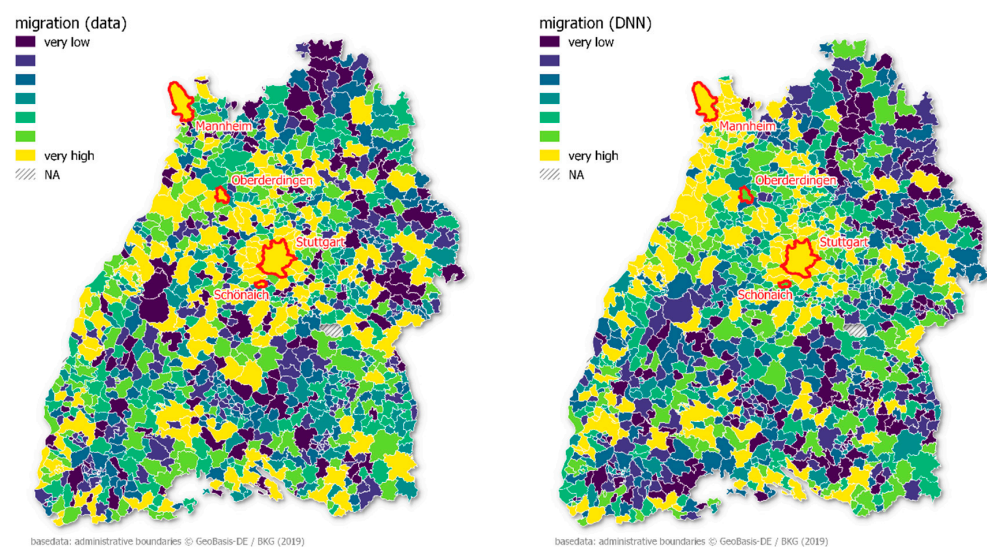 migration (data)
very low
very high
NA
Mannheim
Oberderdingen
Stuttgart
Schönaich
basedata: administrative boundaries © GeoBasis-DE / BKG (2019)
migration (DNN)
very low
very high
NA
Mannheim
Oberderdingen
Stuttgart
Schönaich
basedata: administrative boundaries © GeoBasis-DE / BKG (2019)